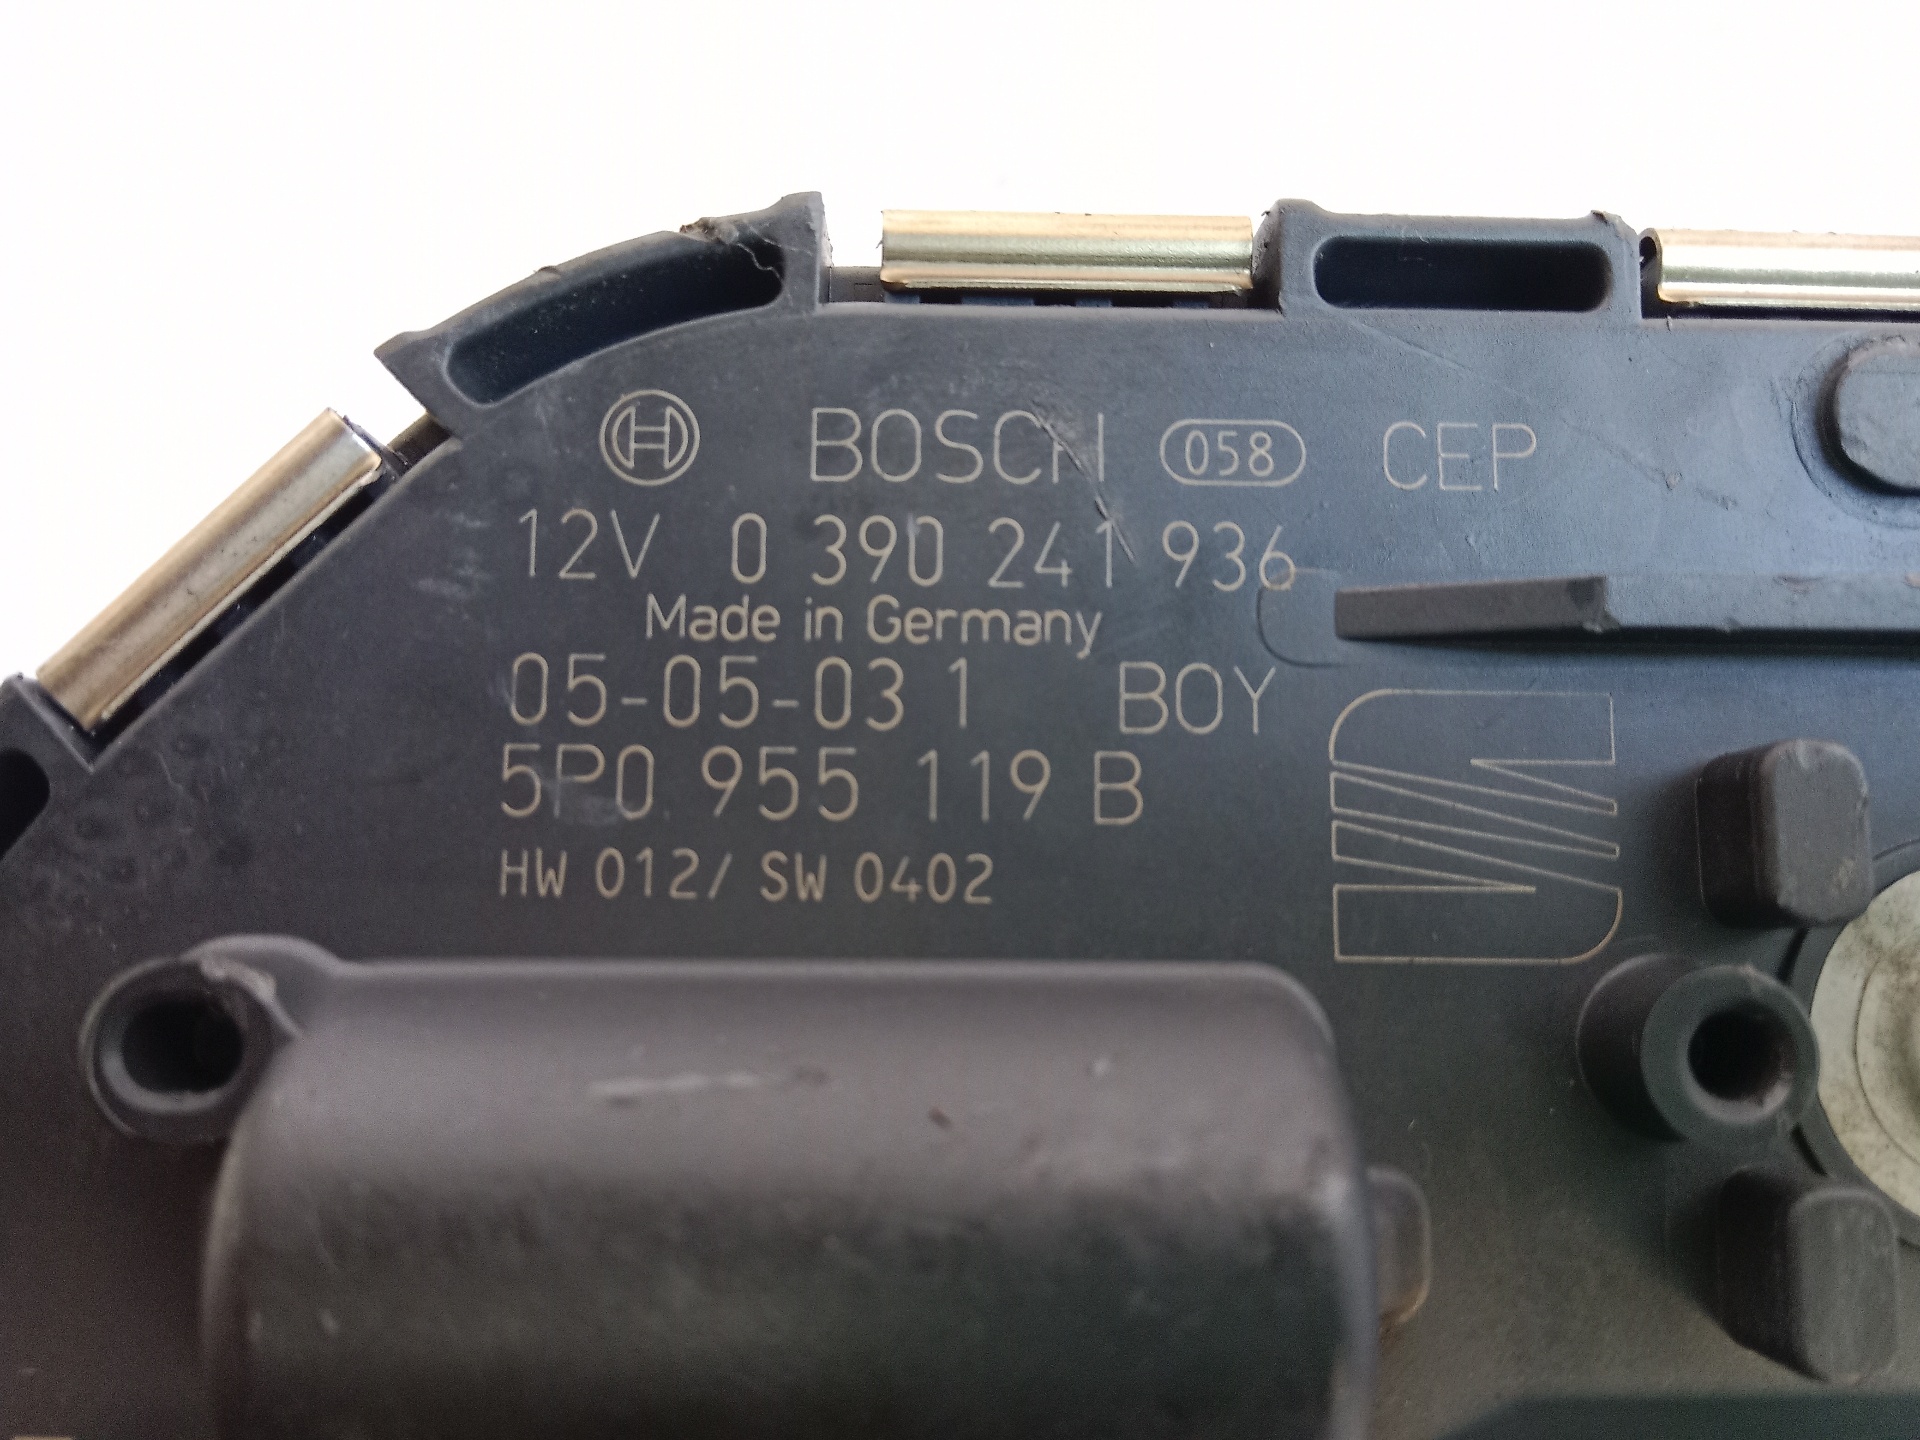 BOSCH 058 CEP
12V 0 390 241 936
Made in Germany
05-05-03 1 BOY
5P0 955 119 B
HW 012/ SW 0402